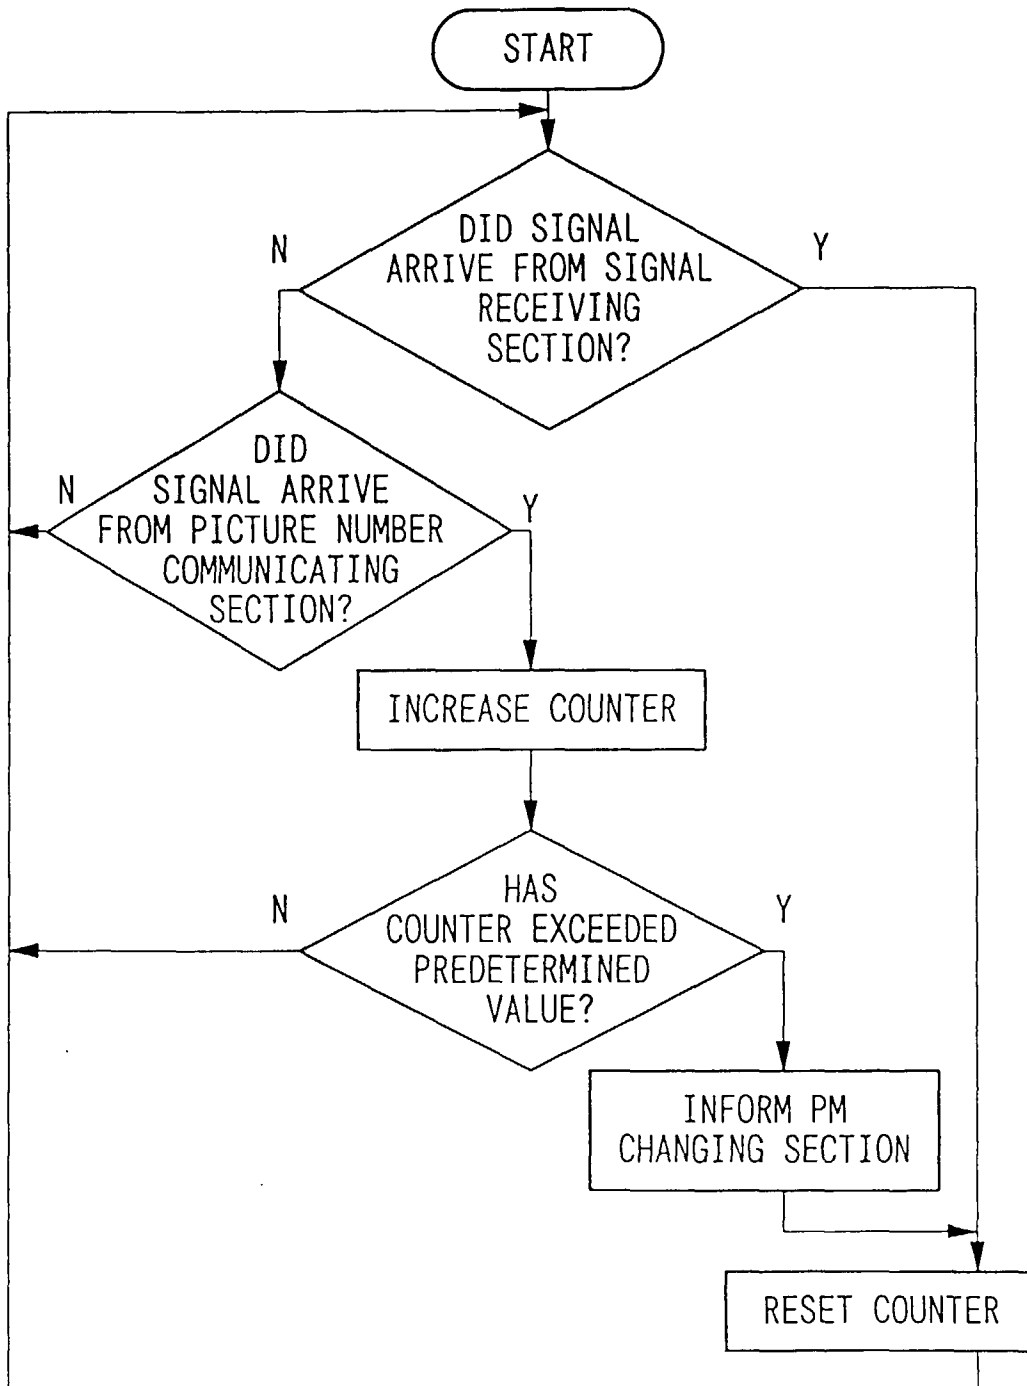 START
N
DID SIGNAL
ARRIVE FROM SIGNAL
RECEIVING
SECTION?
Y
N
DID
SIGNAL ARRIVE
FROM PICTURE NUMBER
COMMUNICATING
SECTION?
Y
INCREASE COUNTER
N
HAS
COUNTER EXCEEDED
PREDETERMINED
VALUE?
Y
INFORM PM
CHANGING SECTION
RESET COUNTER